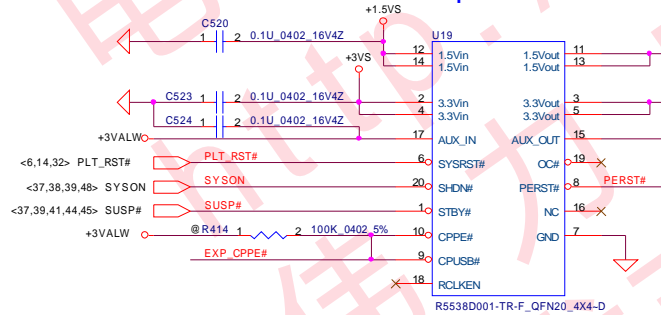 +1.5VS
C520
1 2 0.1U_0402_16V4Z
U19
12 1.5Vin 1.5Vout 11
14 1.5Vin 1.5Vout 13
+3VS
C523 1 2 0.1U_0402_16V4Z
2 3.3Vin 3.3Vout 3
4 3.3Vin 3.3Vout 5
C524 1 2 0.1U_0402_16V4Z
+3VALW 17 AUX_IN AUX_OUT 15
<6,14,32> PLT_RST# PLT_RST# 6 SYSRST# OC# 19
<37,38,39,48> SYSON SYSON 20 SHDN# PERST# 8 PERST#
<37,39,41,44,45> SUSP# SUSP# 1 STBY# NC 16
+3VALW @ R414 1 2 100K_0402_5% 10 CPPE# GND 7
EXP_CPPE# 9 CPUSB#
18 RCLKEN
R5538D001-TR-F_QFN20_4X4~D
http.
电
力
伟